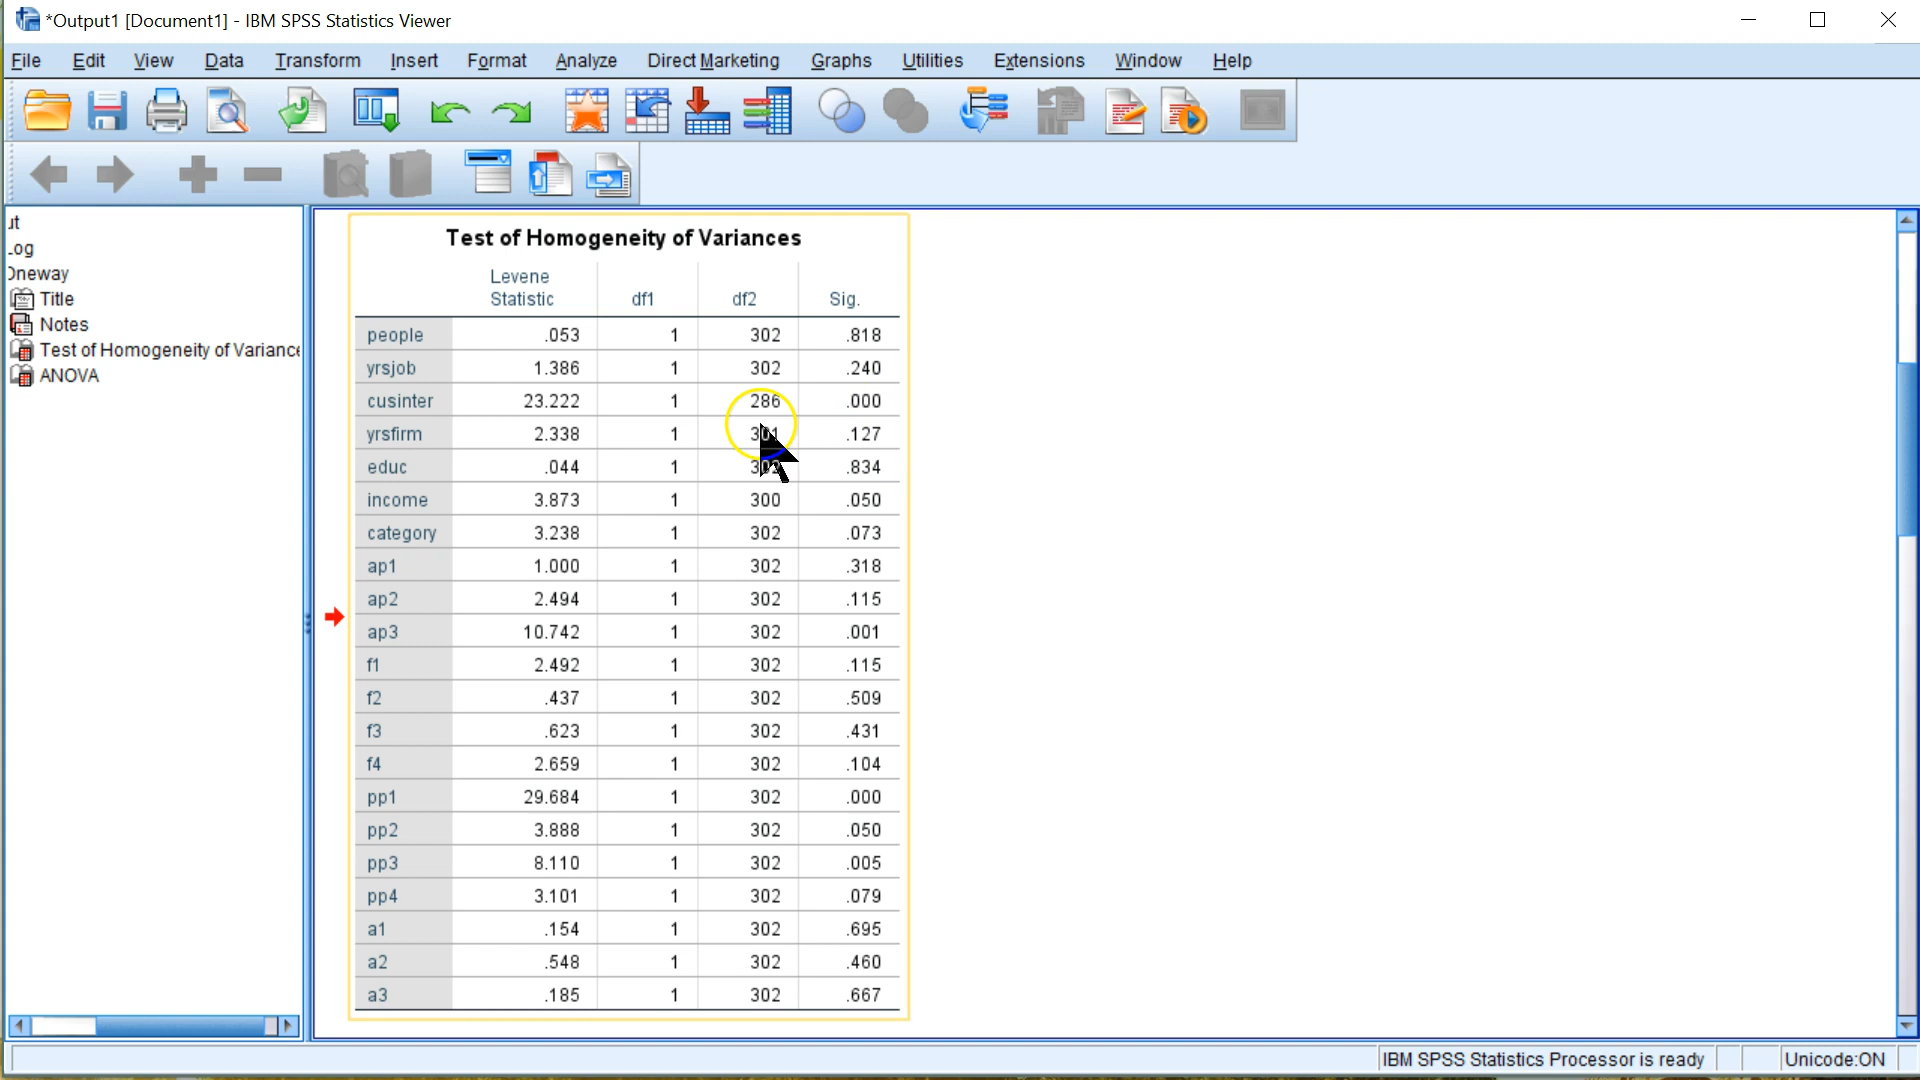 *Output1 [Document1] - IBM SPSS Statistics Viewer
File Edit View Data Transform Insert Format Analyze Direct Marketing Graphs Utilities Extensions Window Help
ut
Log
Oneway
Title
Notes
Test of Homogeneity of Variance
ANOVA
Test of Homogeneity of Variances
Levene
Statistic df1 df2 Sig.
people .053 1 302 .818
yrsjob 1.386 1 302 .240
cusinter 23.222 1 286 .000
yrsfirm 2.338 1 301 .127
educ .044 1 302 .834
income 3.873 1 300 .050
category 3.238 1 302 .073
ap1 1.000 1 302 .318
ap2 2.494 1 302 .115
ap3 10.742 1 302 .001
f1 2.492 1 302 .115
f2 .437 1 302 .509
f3 .623 1 302 .431
f4 2.659 1 302 .104
pp1 29.684 1 302 .000
pp2 3.888 1 302 .050
pp3 8.110 1 302 .005
pp4 3.101 1 302 .079
a1 .154 1 302 .695
a2 .548 1 302 .460
a3 .185 1 302 .667
IBM SPSS Statistics Processor is ready Unicode:ON